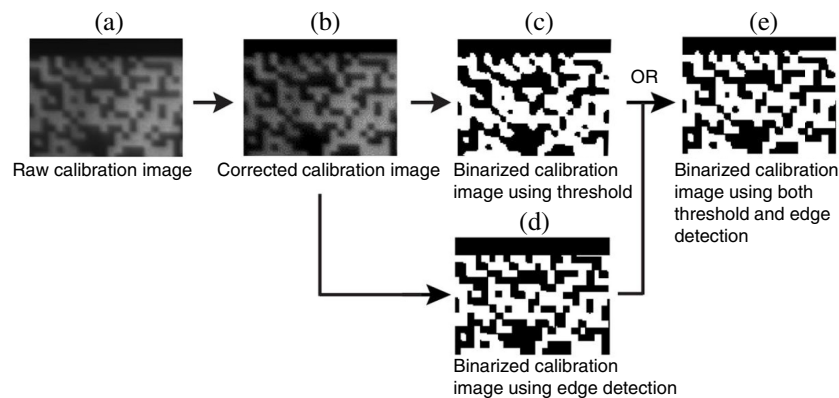 (a)
(b)
(c)
(e)
OR
Raw calibration image
Corrected calibration image
Binarized calibration
image using threshold
Binarized calibration
image using both
threshold and edge
detection
(d)
Binarized calibration
image using edge detection